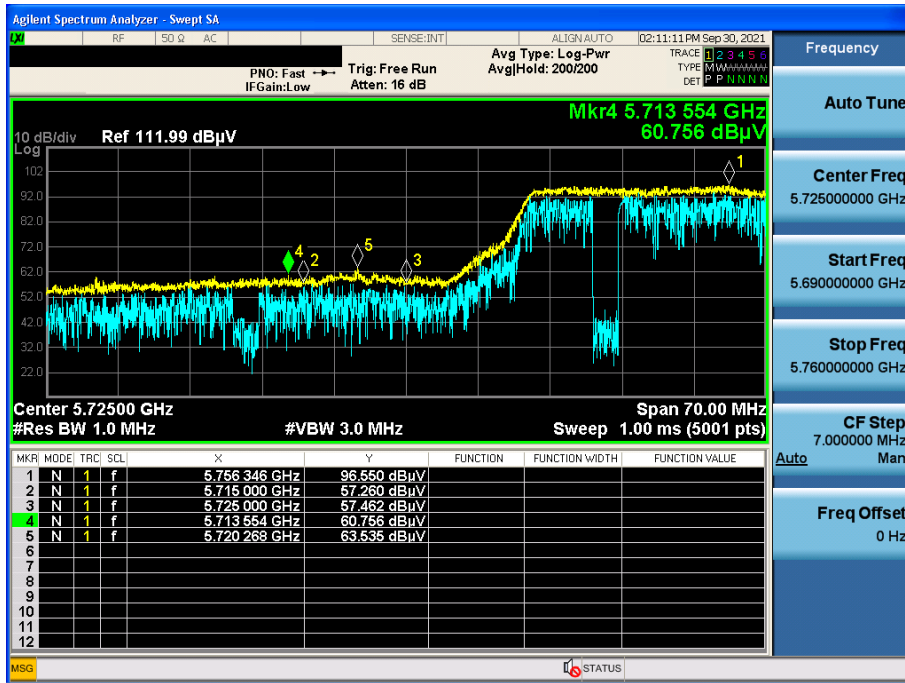 Agilent Spectrum Analyzer - Swept SA
LXI RF 50 Ω AC SENSE:INT ALIGN AUTO 02:11:11 PM Sep 30, 2021
PNO: Fast
IFGain:Low
Trig: Free Run
Atten: 16 dB
Avg Type: Log-Pwr
Avg|Hold: 200/200
TRACE 1 2 3 4 5 6
TYPE M W W W W W
DET P P N N N N
Mkr4 5.713 554 GHz
60.756 dBµV
10 dB/div Ref 111.99 dBµV
Log
102
92.0
82.0
72.0
62.0
52.0
42.0
32.0
22.0
1
4
2
5
3
Center 5.72500 GHz Span 70.00 MHz
#Res BW 1.0 MHz #VBW 3.0 MHz Sweep 1.00 ms (5001 pts)
MKR MODE TRC SCL X Y FUNCTION FUNCTION WIDTH FUNCTION VALUE
1 N 1 f 5.756 346 GHz 96.550 dBµV
2 N 1 f 5.715 000 GHz 57.260 dBµV
3 N 1 f 5.725 000 GHz 57.462 dBµV
4 N 1 f 5.713 554 GHz 60.756 dBµV
5 N 1 f 5.720 268 GHz 63.535 dBµV
6
7
8
9
10
11
12
MSG STATUS
Frequency
Auto Tune
Center Freq
5.725000000 GHz
Start Freq
5.690000000 GHz
Stop Freq
5.760000000 GHz
CF Step
7.000000 MHz
Auto Man
Freq Offset
0 Hz